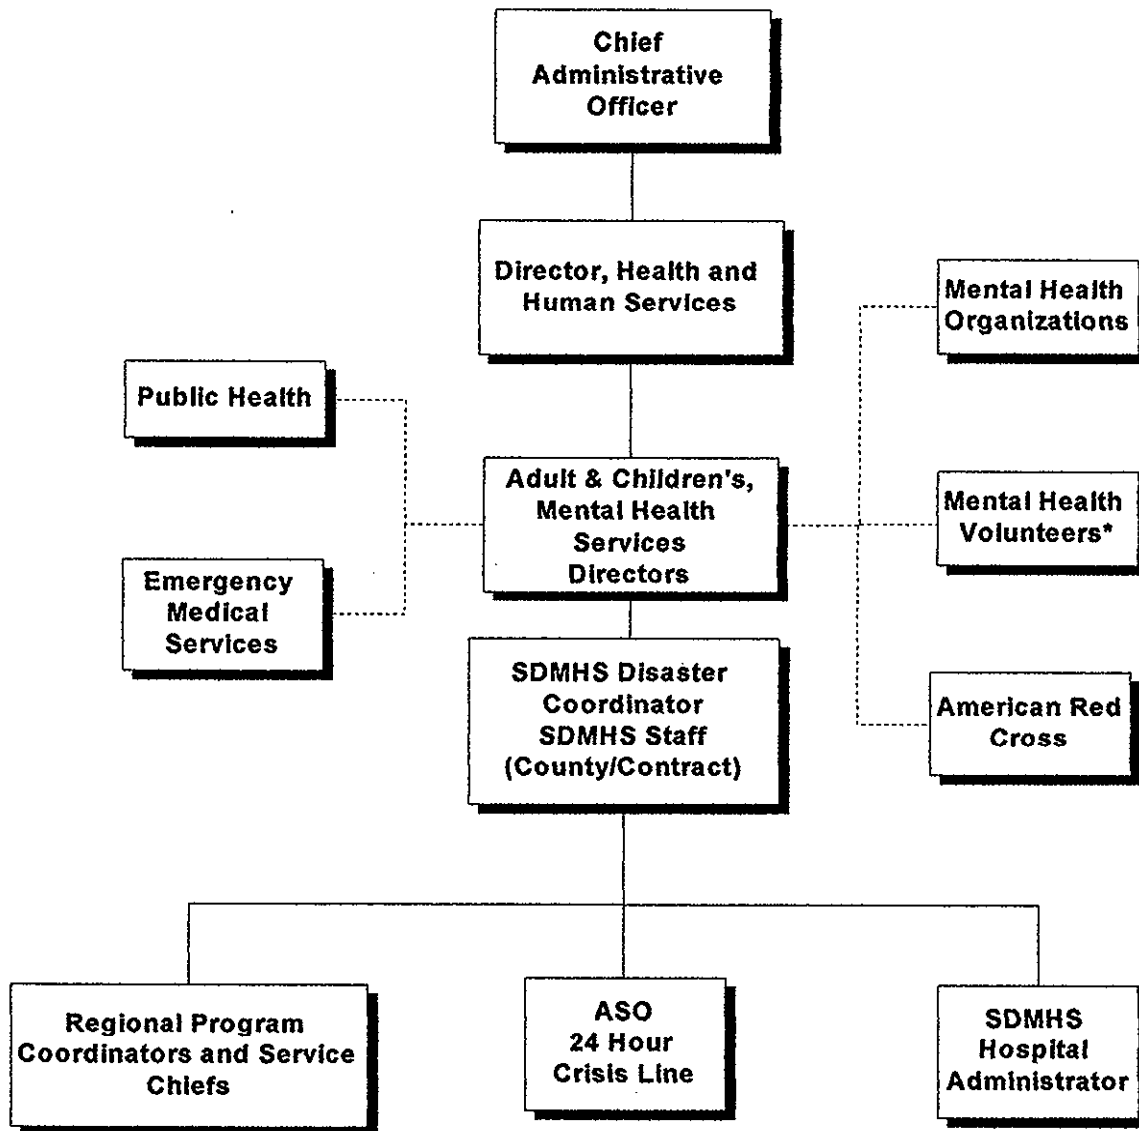 Chief
Administrative
Officer
Director, Health and
Human Services
Mental Health
Organizations
Public Health
Adult & Children's,
Mental Health
Services
Directors
Mental Health
Volunteers*
Emergency
Medical
Services
SDMHS Disaster
Coordinator
SDMHS Staff
(County/Contract)
American Red
Cross
Regional Program
Coordinators and Service
Chiefs
ASO
24 Hour
Crisis Line
SDMHS
Hospital
Administrator